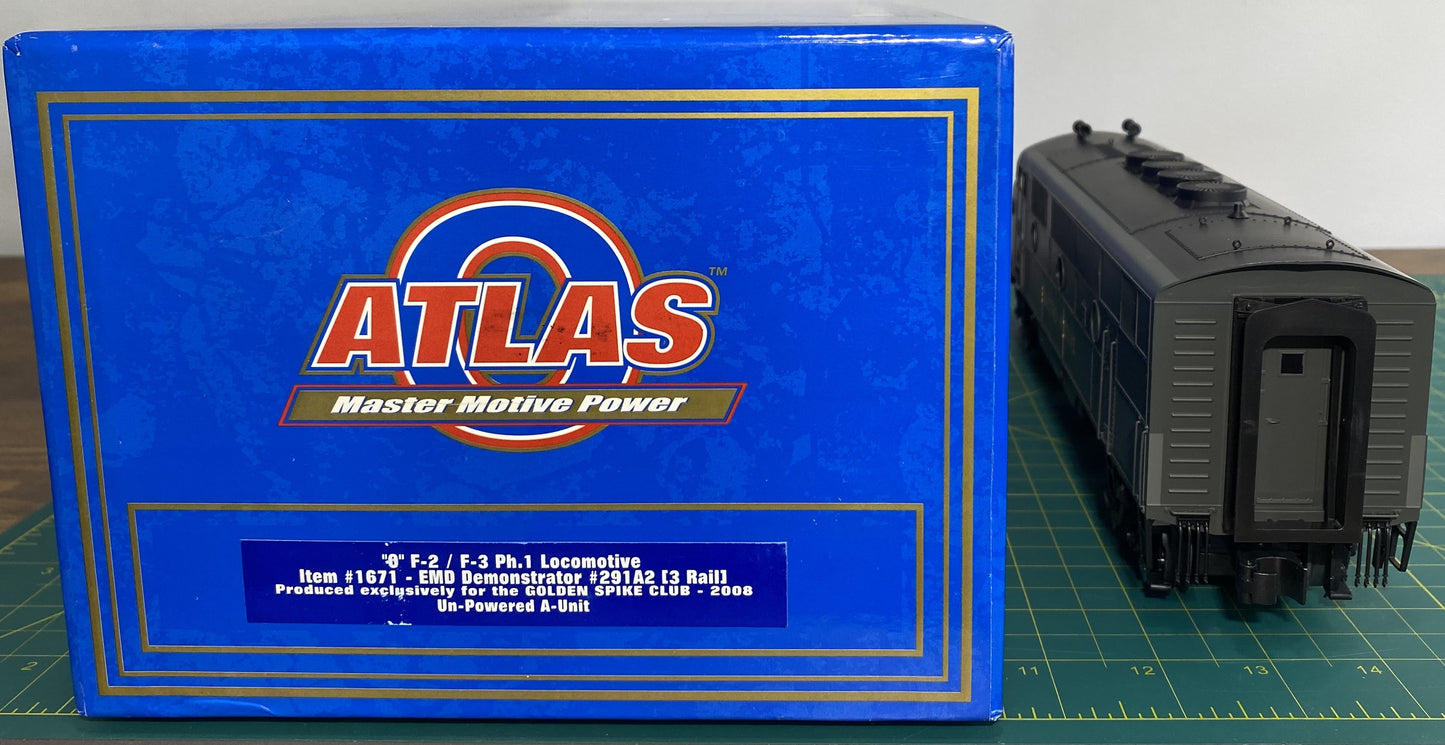 ATLAS
TM
O
Master Motive Power
"O" F-2 / F-3 Ph.1 Locomotive
Item #1671 - EMD Demonstrator #291A2 [3 Rail]
Produced exclusively for the GOLDEN SPIKE CLUB - 2008
Un-Powered A-Unit
2
11
12
13
14